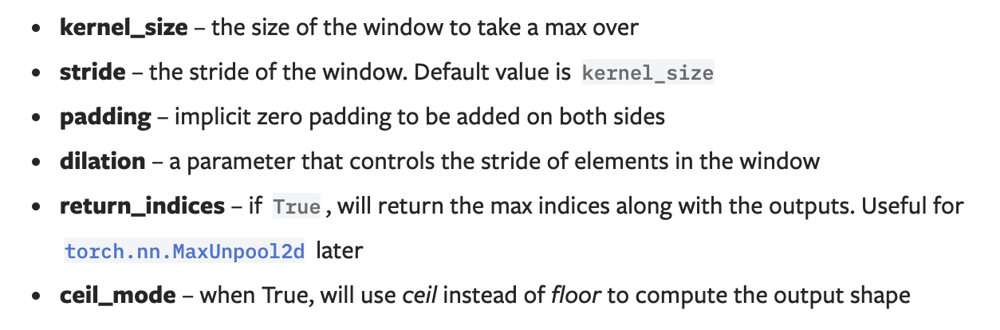 • kernel_size – the size of the window to take a max over
• stride – the stride of the window. Default value is kernel_size
• padding – implicit zero padding to be added on both sides
• dilation – a parameter that controls the stride of elements in the window
• return_indices – if True, will return the max indices along with the outputs. Useful for
torch.nn.MaxUnpool2d later
• ceil_mode – when True, will use ceil instead of floor to compute the output shape